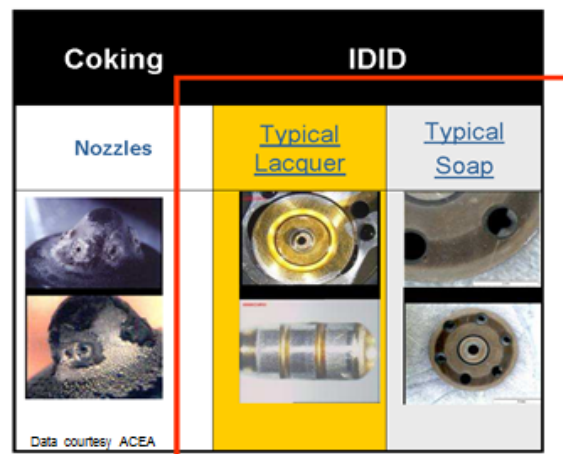 Coking IDID
Nozzles
Typical
Lacquer
Typical
Soap
Data courtesy ACEA